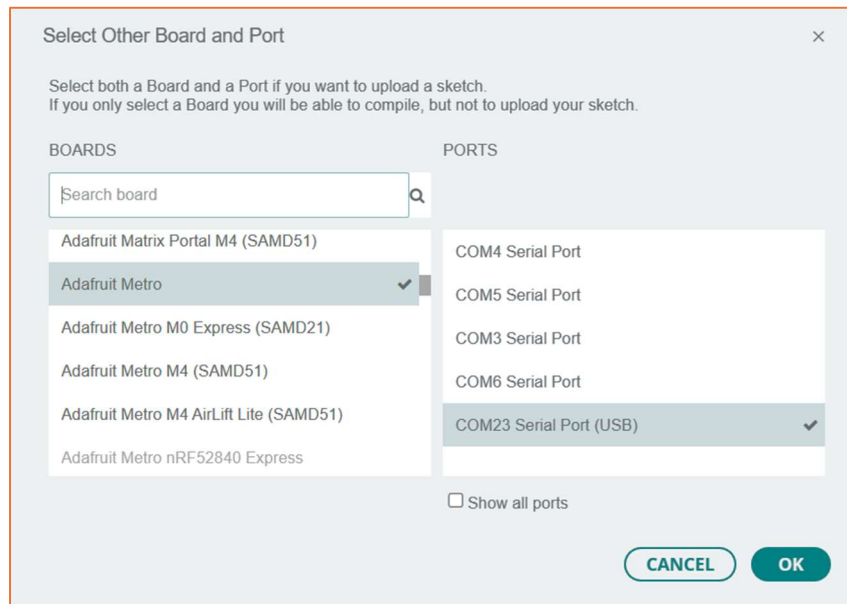 Select Other Board and Port
Select both a Board and a Port if you want to upload a sketch.
If you only select a Board you will be able to compile, but not to upload your sketch.
BOARDS
Search board
Adafruit Matrix Portal M4 (SAMD51)
Adafruit Metro
Adafruit Metro M0 Express (SAMD21)
Adafruit Metro M4 (SAMD51)
Adafruit Metro M4 AirLift Lite (SAMD51)
Adafruit Metro nRF52840 Express
PORTS
COM4 Serial Port
COM5 Serial Port
COM3 Serial Port
COM6 Serial Port
COM23 Serial Port (USB)
Show all ports
CANCEL
OK